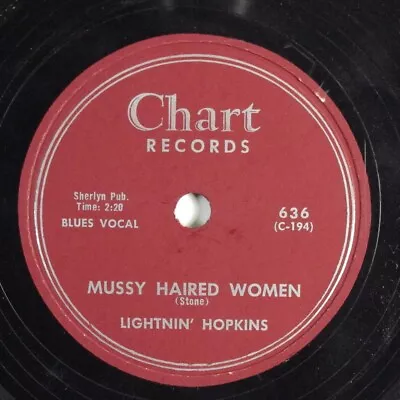 Chart
RECORDS
Sherlyn Pub.
Time: 2:20
BLUES VOCAL
636
(C-194)
MUSSY HAIRED WOMEN
(Stone)
LIGHTNIN' HOPKINS